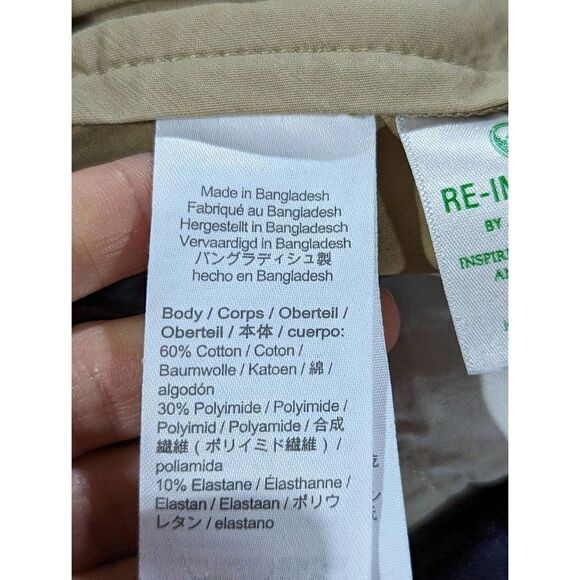 Made in Bangladesh
Fabriqué au Bangladesh
Hergestellt in Bangladesch
Vervaardigd in Bangladesh
バングラディシュ製
hecho en Bangladesh
Body / Corps / Oberteil /
Oberteil / 本体 / cuerpo:
60% Cotton / Coton /
Baumwolle / Katoen / 綿 /
algodón
30% Polyimide / Polyimide /
Polyimid / Polyamide / 合成
繊維 ( ポリイミド繊維 ) /
poliamida
10% Elastane / Élasthanne /
Elastan / Elastaan / ポリウ
レタン / elastano
RE-IN
BY
INSPIR
AN